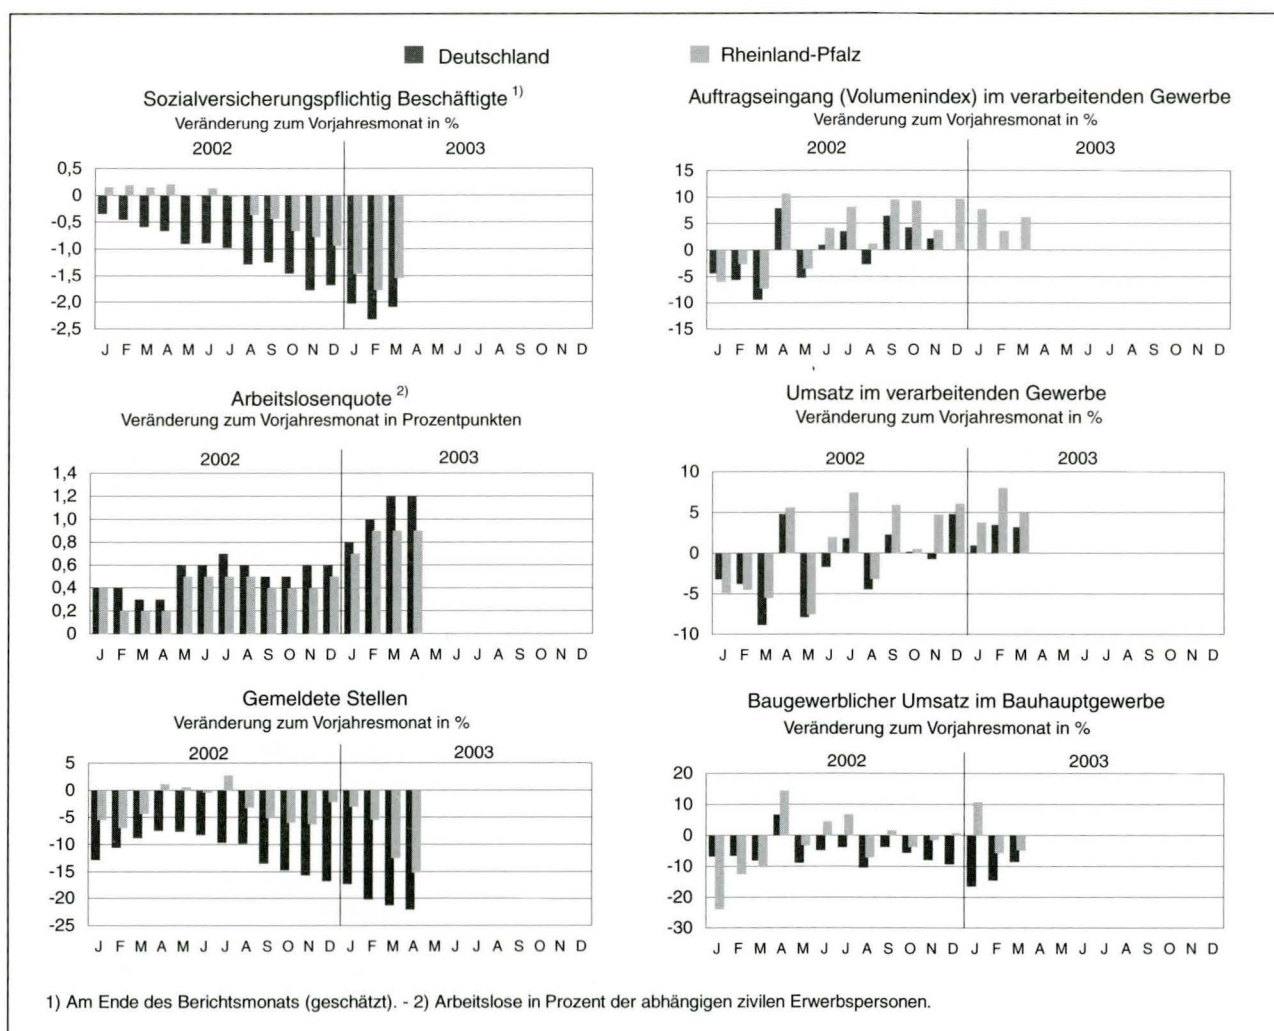 Deutschland
Rheinland-Pfalz
Sozialversicherungspflichtig Beschäftigte 1)
Veränderung zum Vorjahresmonat in %
2002 2003
0,5
0
-0,5
-1,0
-1,5
-2,0
-2,5
J F M A M J J A S O N D J F M A M J J A S O N D
Auftragseingang (Volumenindex) im verarbeitenden Gewerbe
Veränderung zum Vorjahresmonat in %
2002 2003
15
10
5
0
-5
-10
-15
J F M A M J J A S O N D J F M A M J J A S O N D
Arbeitslosenquote 2)
Veränderung zum Vorjahresmonat in Prozentpunkten
2002 2003
1,4
1,2
1,0
0,8
0,6
0,4
0,2
0
J F M A M J J A S O N D J F M A M J J A S O N D
Umsatz im verarbeitenden Gewerbe
Veränderung zum Vorjahresmonat in %
2002 2003
10
5
0
-5
-10
J F M A M J J A S O N D J F M A M J J A S O N D
Gemeldete Stellen
Veränderung zum Vorjahresmonat in %
2002 2003
5
0
-5
-10
-15
-20
-25
J F M A M J J A S O N D J F M A M J J A S O N D
Baugewerblicher Umsatz im Bauhauptgewerbe
Veränderung zum Vorjahresmonat in %
2002 2003
20
10
0
-10
-20
-30
J F M A M J J A S O N D J F M A M J J A S O N D
1) Am Ende des Berichtsmonats (geschätzt). - 2) Arbeitslose in Prozent der abhängigen zivilen Erwerbspersonen.